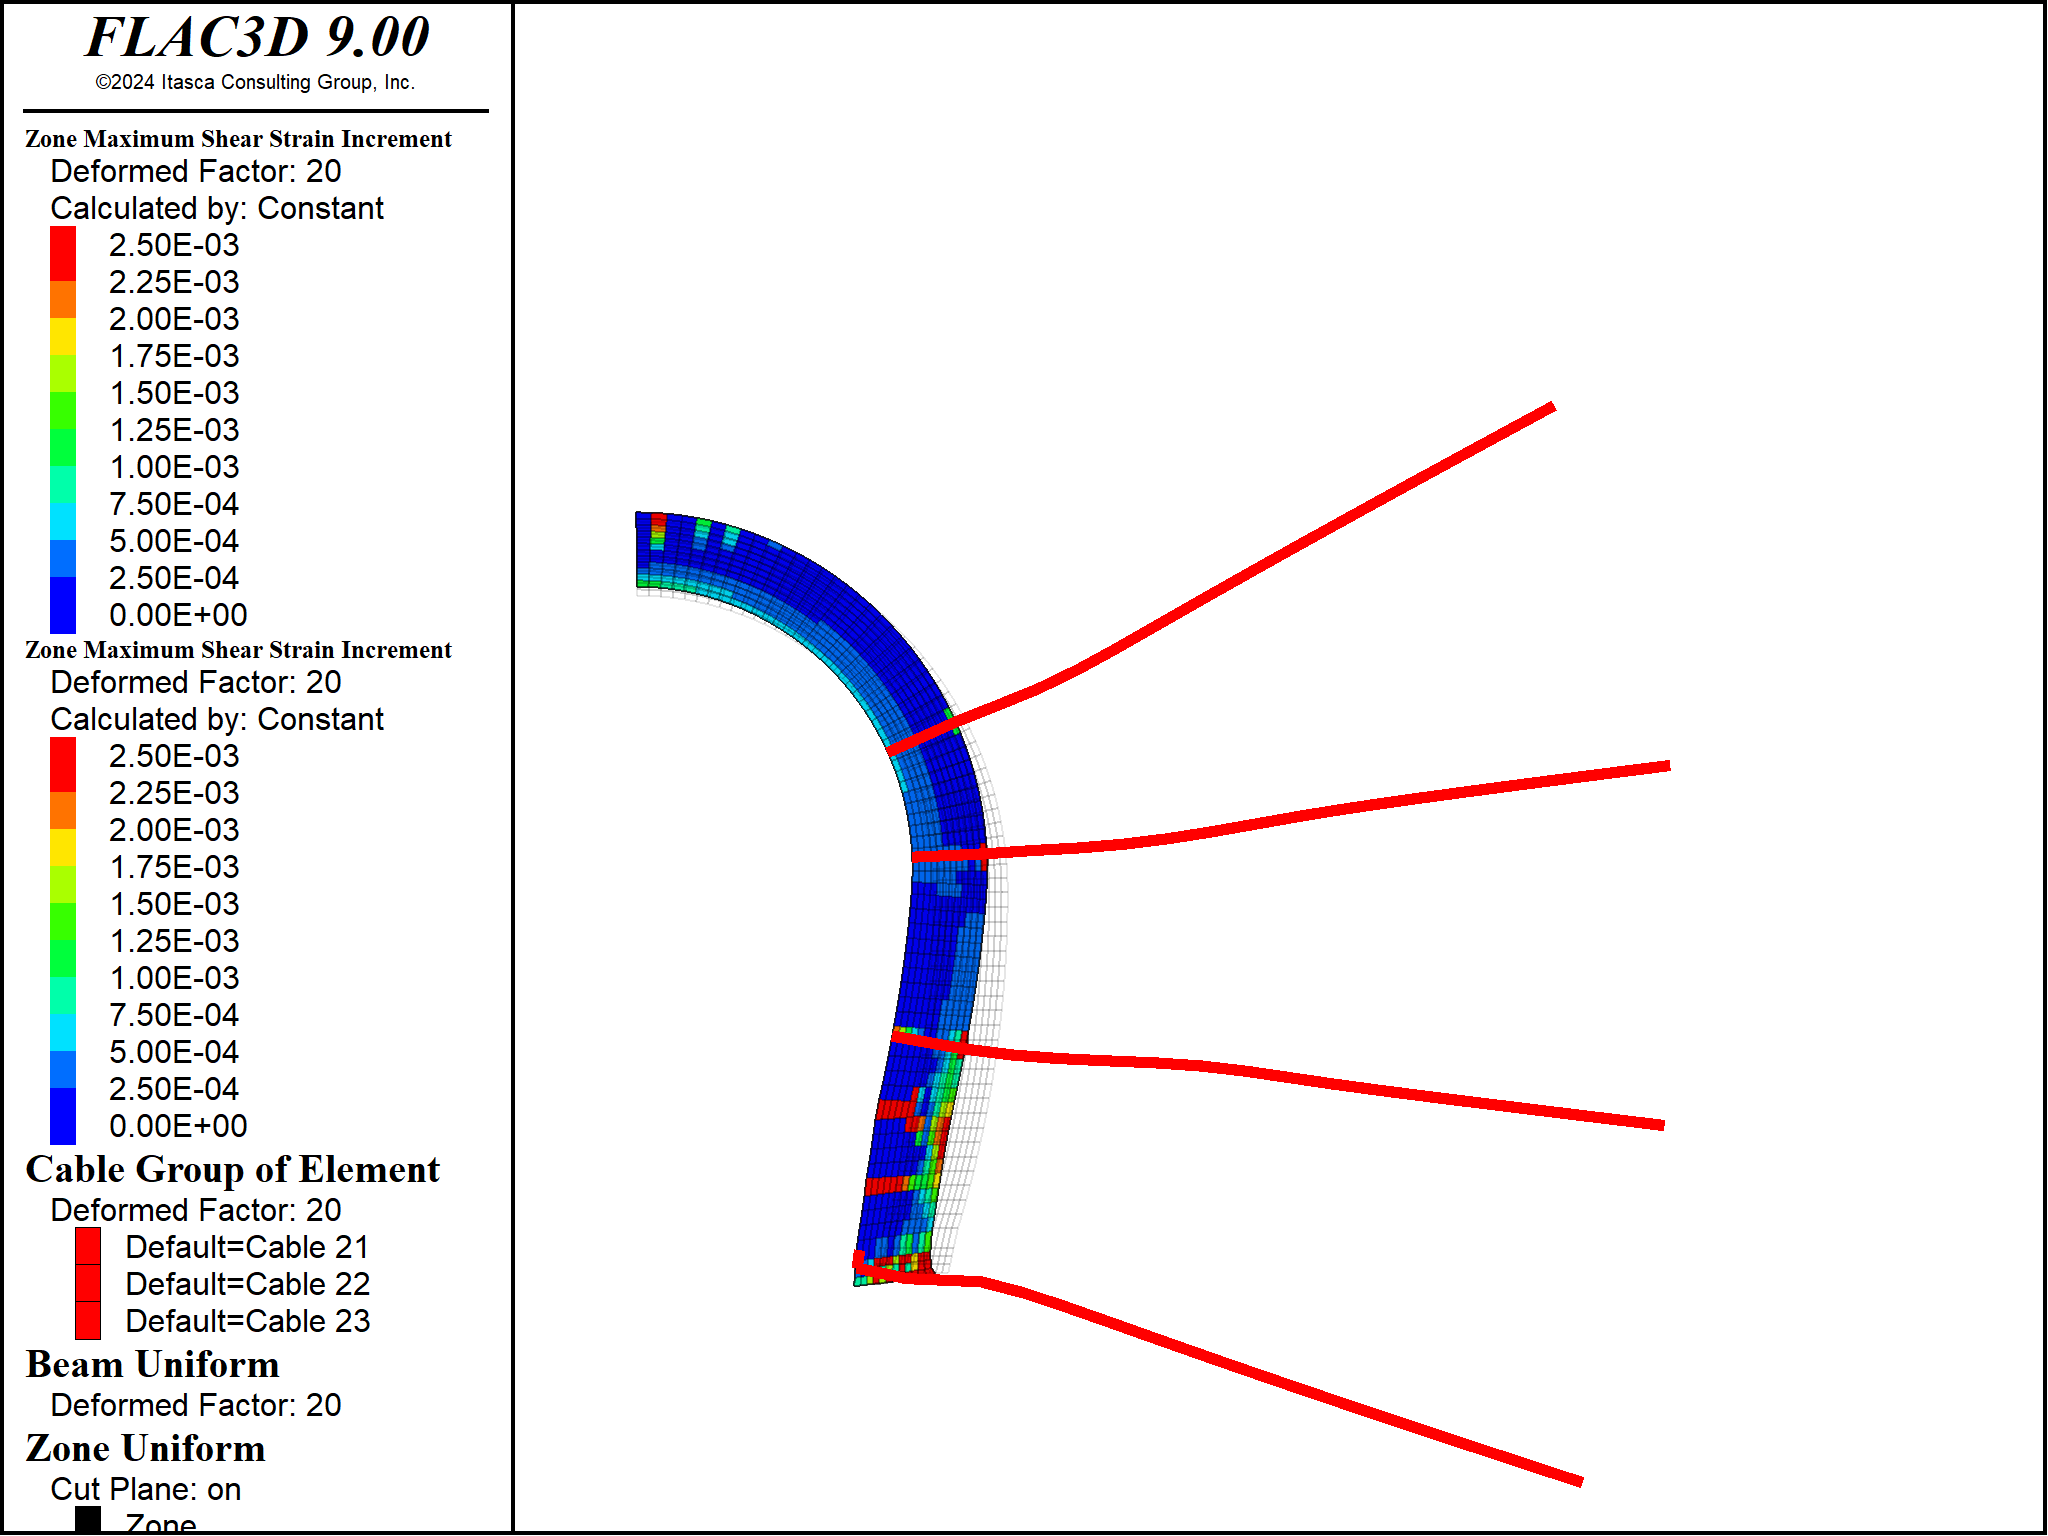 FLAC3D 9.00
©2024 Itasca Consulting Group, Inc.
Zone Maximum Shear Strain Increment
Deformed Factor: 20
Calculated by: Constant
2.50E-03
2.25E-03
2.00E-03
1.75E-03
1.50E-03
1.25E-03
1.00E-03
7.50E-04
5.00E-04
2.50E-04
0.00E+00
Zone Maximum Shear Strain Increment
Deformed Factor: 20
Calculated by: Constant
2.50E-03
2.25E-03
2.00E-03
1.75E-03
1.50E-03
1.25E-03
1.00E-03
7.50E-04
5.00E-04
2.50E-04
0.00E+00
Cable Group of Element
Deformed Factor: 20
Default=Cable 21
Default=Cable 22
Default=Cable 23
Beam Uniform
Deformed Factor: 20
Zone Uniform
Cut Plane: on
Zone